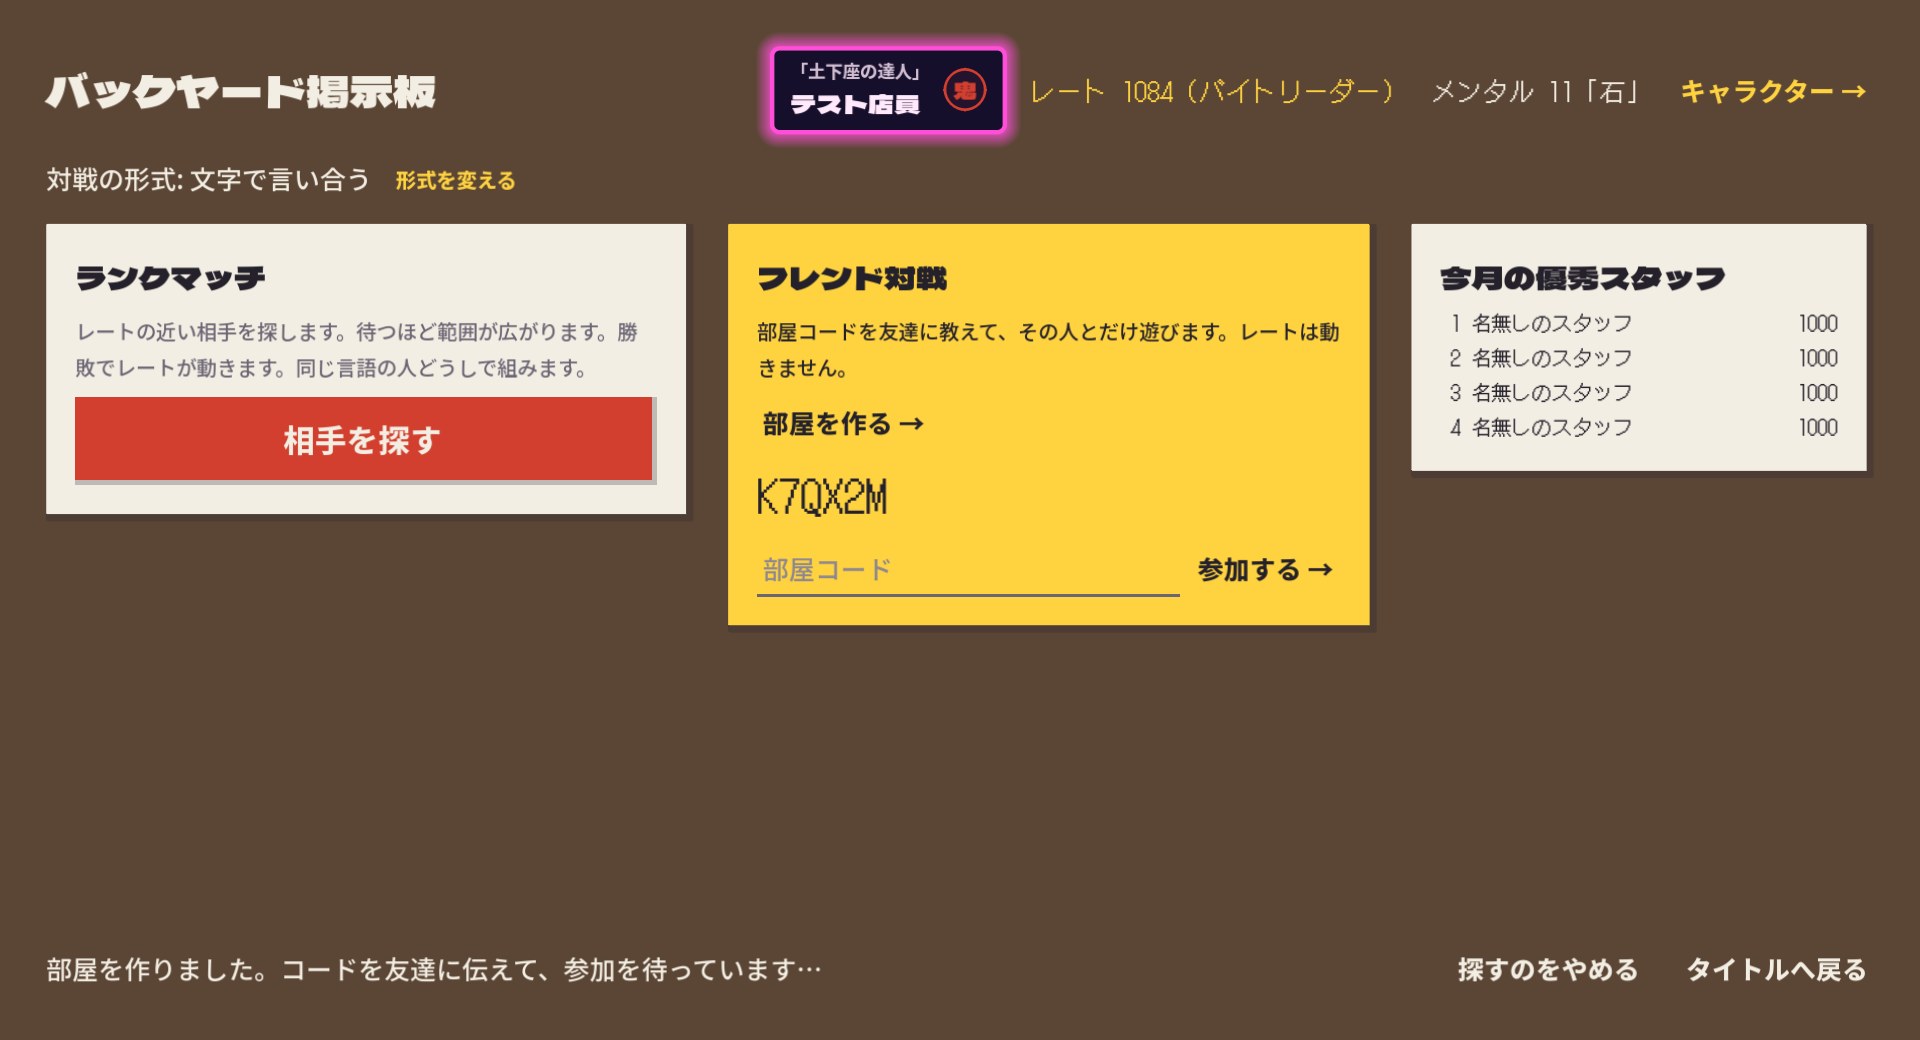 バックヤード掲示板
「土下座の達人」
テスト店員
鬼
レート 1084（バイトリーダー）
メンタル 11「石」
キャラクター →
対戦の形式: 文字で言い合う
形式を変える
ランクマッチ
レートの近い相手を探します。待つほど範囲が広がります。勝
敗でレートが動きます。同じ言語の人どうしで組みます。
相手を探す
フレンド対戦
部屋コードを友達に教えて、その人とだけ遊びます。レートは動
きません。
部屋を作る →
K7QX2M
部屋コード
参加する →
今月の優秀スタッフ
1 名無しのスタッフ 1000
2 名無しのスタッフ 1000
3 名無しのスタッフ 1000
4 名無しのスタッフ 1000
部屋を作りました。コードを友達に伝えて、参加を待っています…
探すのをやめる
タイトルへ戻る